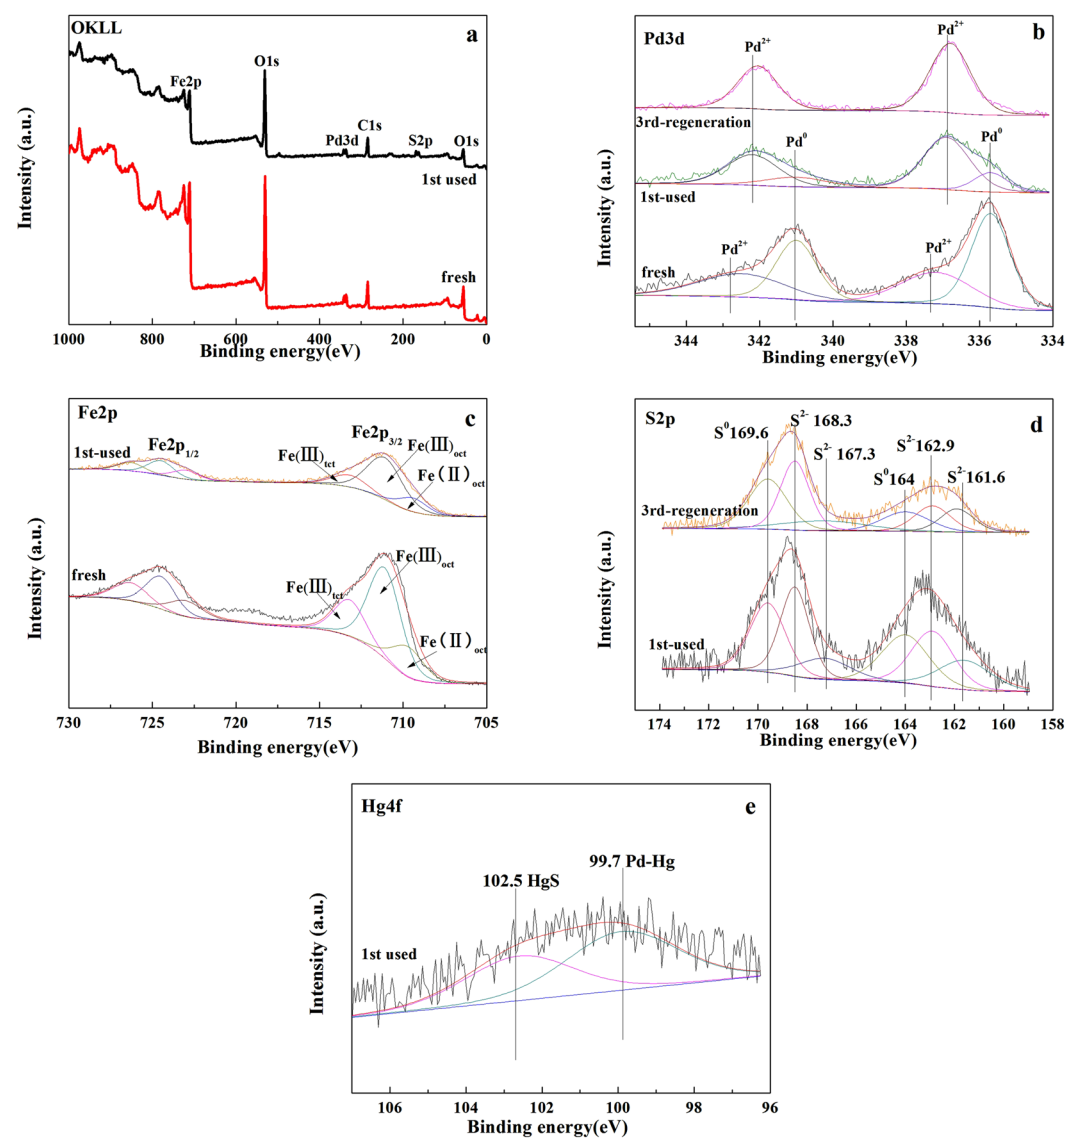 OKLL
a
Fe2p
O1s
Pd3d
C1s
S2p
O1s
1st used
fresh
Intensity (a.u.)
1000 800 600 400 200 0
Binding energy(eV)
Pd3d
b
Pd2+
Pd2+
3rd-regeneration
Pd0
Pd0
1st-used
Pd2+
Pd2+
fresh
Intensity (a.u.)
344 342 340 338 336 334
Binding energy(eV)
Fe2p
c
1st-used
Fe2p1/2
Fe2p3/2
Fe(III)tct
Fe(III)oct
Fe(II)oct
fresh
Fe(III)tct
Fe(III)oct
Fe(II)oct
Intensity (a.u.)
730 725 720 715 710 705
Binding energy(eV)
S2p
d
S0169.6
S2- 168.3
S2- 167.3
S2-162.9
S0164
S2-161.6
3rd-regeneration
1st-used
Intensity (a.u.)
174 172 170 168 166 164 162 160 158
Binding energy(eV)
Hg4f
e
99.7 Pd-Hg
102.5 HgS
1st used
Intensity (a.u.)
106 104 102 100 98 96
Binding energy(eV)